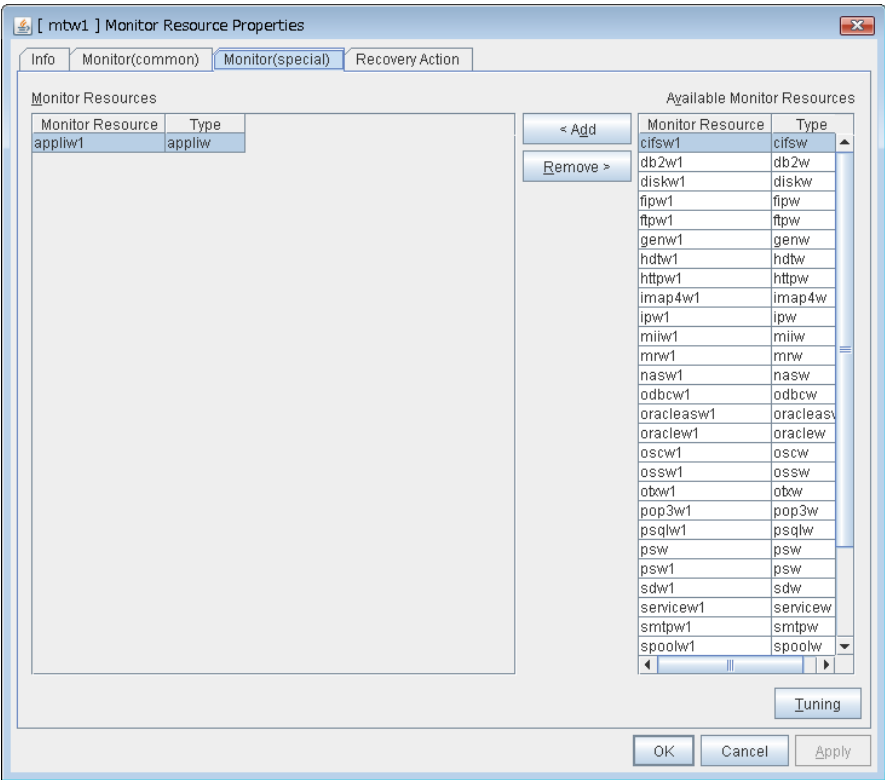 [ mtw1 ] Monitor Resource Properties
Info Monitor(common) Monitor(special) Recovery Action
Monitor Resources
Monitor Resource Type
appliw1 appliw
< Add
Remove >
Available Monitor Resources
Monitor Resource Type
cifsw1 cifsw
db2w1 db2w
diskw1 diskw
fipw1 fipw
ftpw1 ftpw
genw1 genw
hdtw1 hdtw
httpw1 httpw
imap4w1 imap4w
ipw1 ipw
miiw1 miiw
mrw1 mrw
nasw1 nasw
odbcw1 odbcw
oracleasw1 oracleasw
oraclew1 oraclew
oscw1 oscw
ossw1 ossw
otxw1 otxw
pop3w1 pop3w
psqlw1 psqlw
psw psw
psw1 psw
sdw1 sdw
servicew1 servicew
smtpw1 smtpw
spoolw1 spoolw
Tuning
OK Cancel Apply